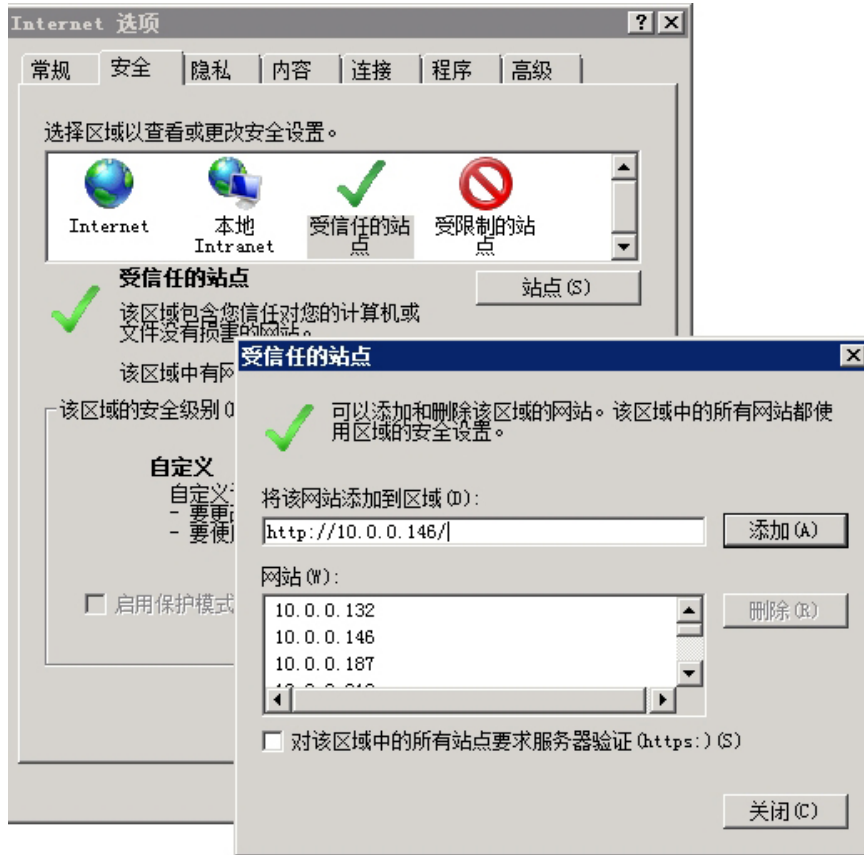 Internet 选项
常规 安全 隐私 内容 连接 程序 高级
选择区域以查看或更改安全设置。
Internet
本地
Intranet
受信任的站
点
受限制的站
点
受信任的站点
站点(S)
该区域包含您信任对您的计算机或
文件没有损害的网站。
该区域中有网
该区域的安全级别(
自定义
自定义
- 要更
- 要使
启用保护模式
受信任的站点
可以添加和删除该区域的网站。该区域中的所有网站都使
用区域的安全设置。
将该网站添加到区域(D):
http://10.0.0.146/
添加(A)
网站(W):
10.0.0.132
10.0.0.146
10.0.0.187
删除(R)
对该区域中的所有站点要求服务器验证(https:)(S)
关闭(C)